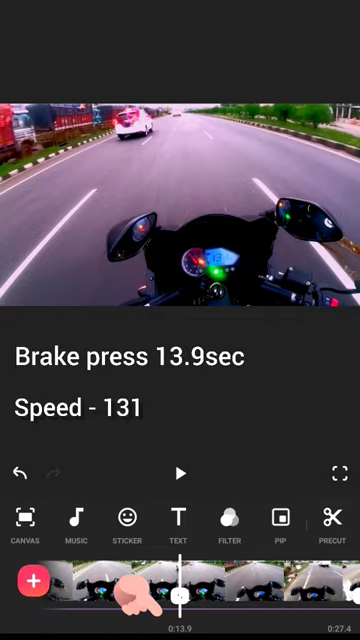 131
Brake press 13.9sec
Speed - 131
CANVAS
MUSIC
STICKER
TEXT
FILTER
PIP
PRECUT
0:13.9
0:27.4